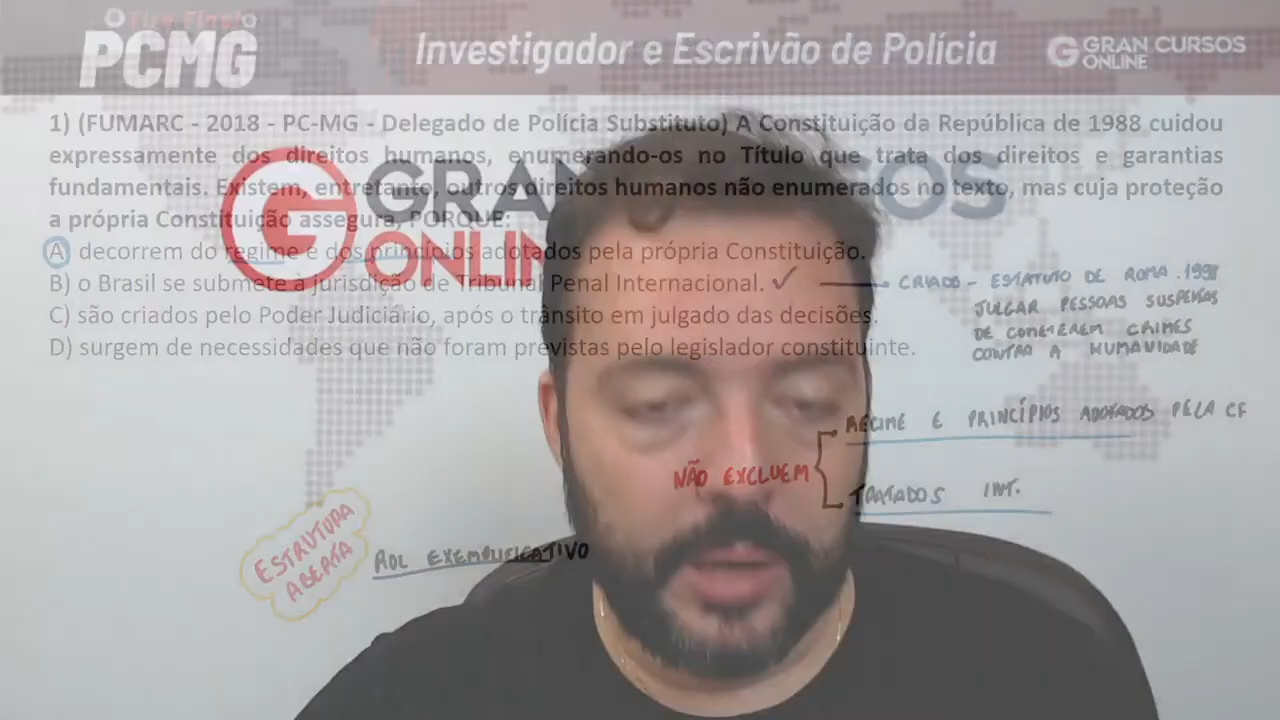 Investigador e Escrivão de Polícia
PCMG
GRAN CURSOS
ONLINE
1) (FUMARC - 2018 - PC-MG - Delegado de Polícia Substituto) A Constituição da República de 1988 cuidou
expressamente dos direitos humanos, enumerando-os no Título que trata dos direitos e garantias
fundamentais. Existem, entretanto, outros direitos humanos não enumerados no texto, mas cuja proteção
a própria Constituição assegura, PORQUE:
A decorrem do regime e dos princípios adotados pela própria Constituição.
B) o Brasil se submete à jurisdição de Tribunal Penal Internacional. ✓
C) são criados pelo Poder Judiciário, após o trânsito em julgado das decisões.
D) surgem de necessidades que não foram previstas pelo legislador constituinte.
GRAN CURSOS
ONLINE
CRIADO - ESTATUTO DE ROMA. 1998
JULGAR PESSOAS SUSPEITAS
DE COMETEREM CRIMES
CONTRA A HUMANIDADE
REGIME E PRINCÍPIOS ADOTADOS PELA CF
NÃO EXCLUEM
TRATADOS INT.
ESTRUTURA
ABERTA
ROL EXEMPLIFICATIVO